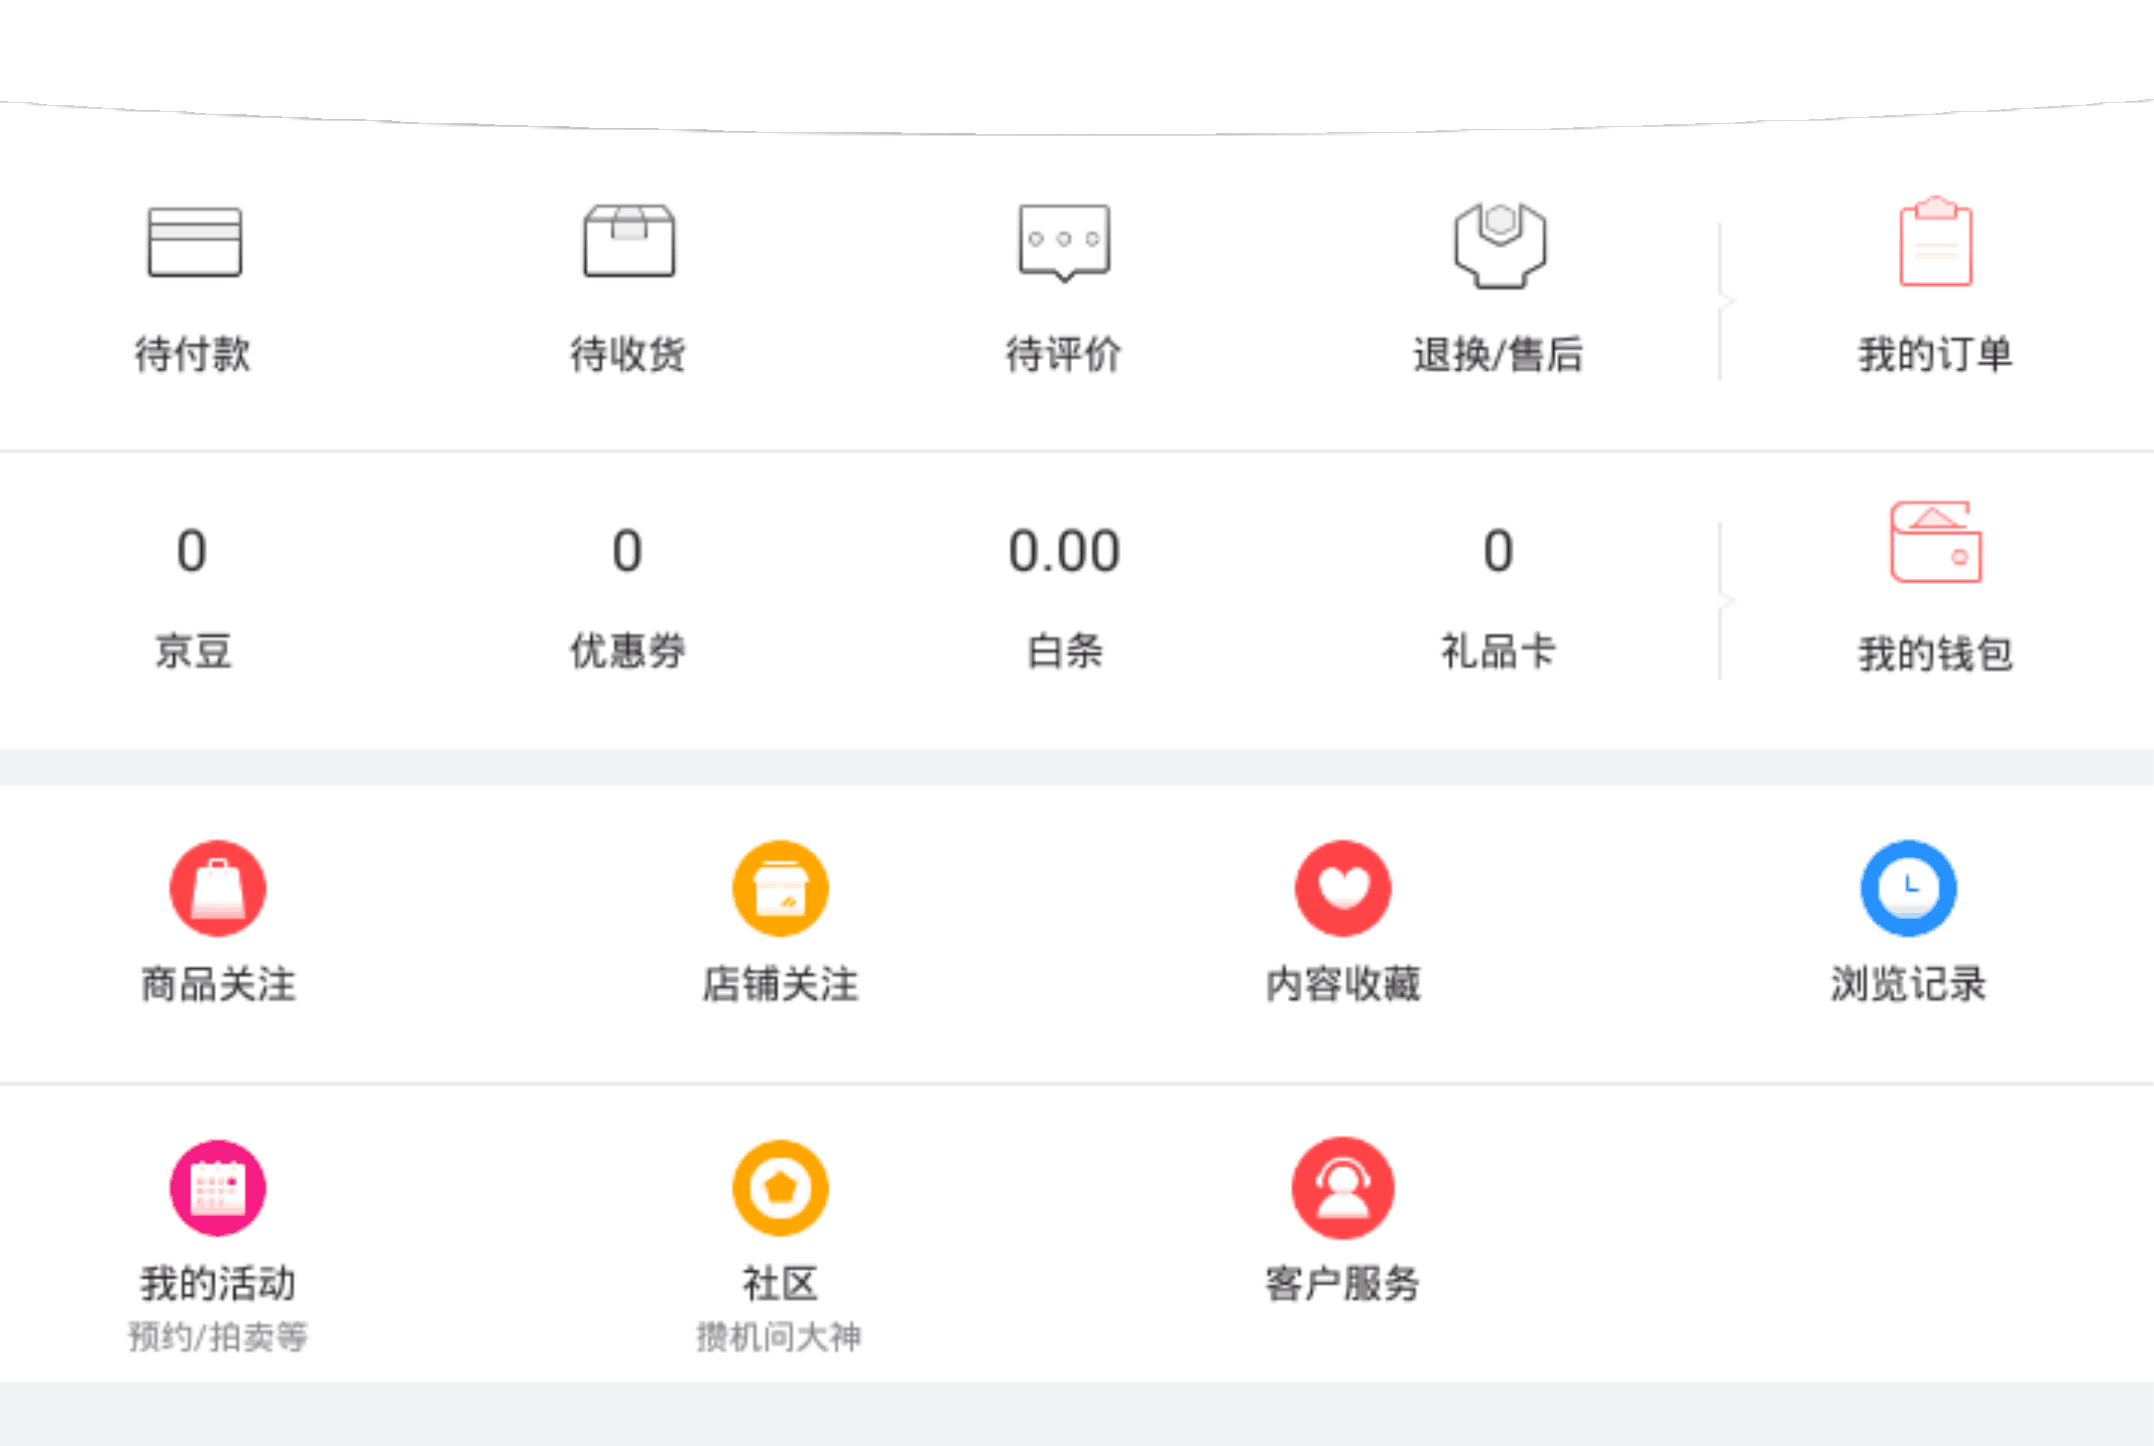 待付款 待收货 待评价 退换/售后 我的订单
0 0 0.00 0
京豆 优惠券 白条 礼品卡 我的钱包
商品关注 店铺关注 内容收藏 浏览记录
我的活动 社区 客户服务
预约/拍卖等 攒机问大神